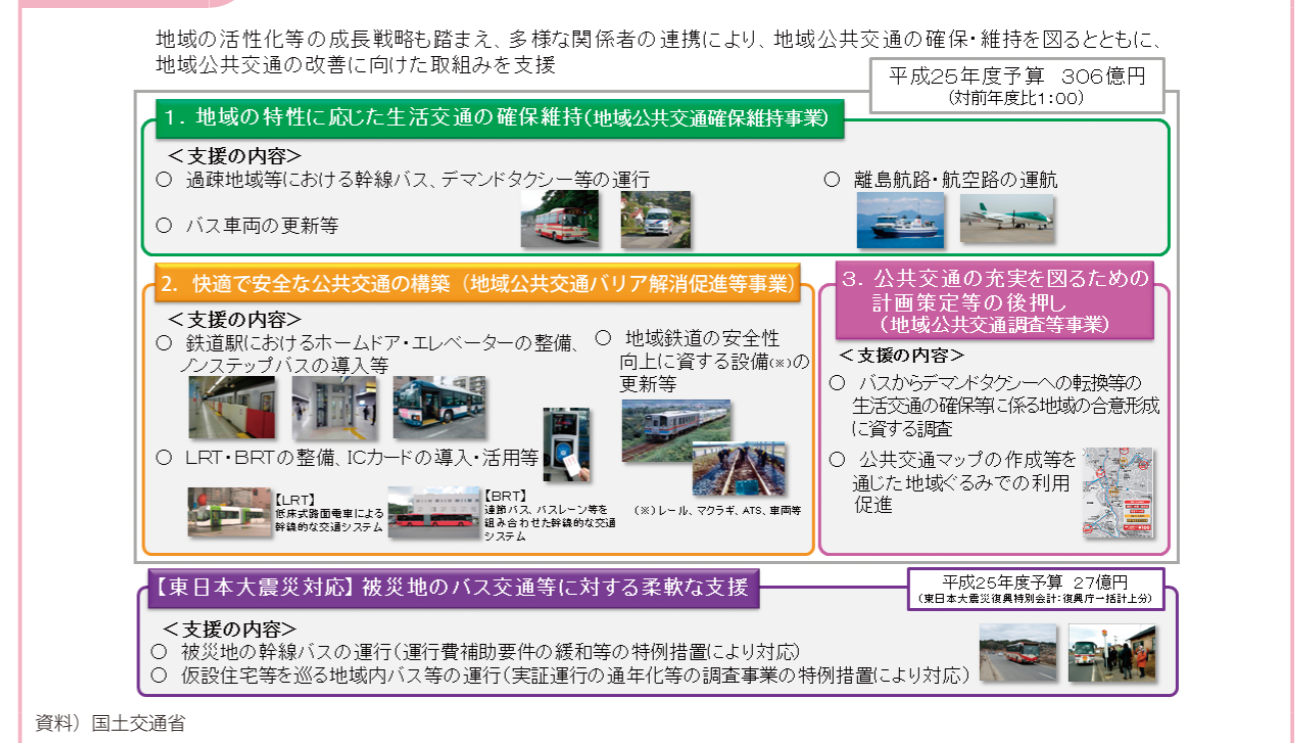 地域の活性化等の成長戦略も踏まえ、多様な関係者の連携により、地域公共交通の確保・維持を図るとともに、
地域公共交通の改善に向けた取組みを支援
平成25年度予算 306億円
(対前年度比1:00)
1. 地域の特性に応じた生活交通の確保維持(地域公共交通確保維持事業)
<支援の内容>
○ 過疎地域等における幹線バス、デマンドタクシー等の運行
○ バス車両の更新等
○ 離島航路・航空路の運航
2. 快適で安全な公共交通の構築(地域公共交通バリア解消促進等事業)
<支援の内容>
○ 鉄道駅におけるホームドア・エレベーターの整備、
ノンステップバスの導入等
○ LRT・BRTの整備、ICカードの導入・活用等
【LRT】
低床式路面電車による
幹線的な交通システム
【BRT】
連節バス、バスレーン等を
組み合わせた幹線的な交通
システム
○ 地域鉄道の安全性
向上に資する設備(※)の
更新等
(※)レール、マクラギ、ATS、車両等
3. 公共交通の充実を図るための
計画策定等の後押し
(地域公共交通調査等事業)
<支援の内容>
○ バスからデマンドタクシーへの転換等の
生活交通の確保等に係る地域の合意形成
に資する調査
○ 公共交通マップの作成等を
通じた地域ぐるみでの利用
促進
【東日本大震災対応】被災地のバス交通等に対する柔軟な支援
平成25年度予算 27億円
(東日本大震災復興特別会計:復興庁一括計上分)
<支援の内容>
○ 被災地の幹線バスの運行(運行費補助要件の緩和等の特例措置により対応)
○ 仮設住宅等を巡る地域内バス等の運行(実証運行の通年化等の調査事業の特例措置により対応)
資料)国土交通省